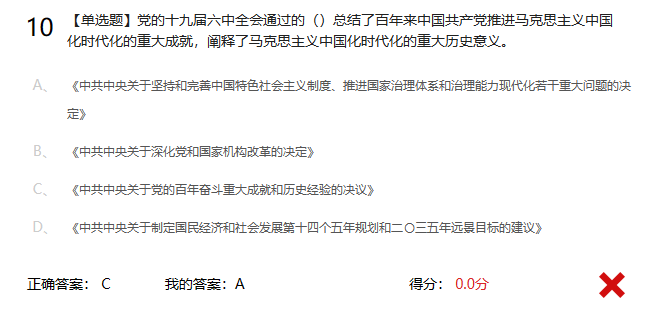 10 【单选题】党的十九届六中全会通过的（）总结了百年来中国共产党推进马克思主义中国
化时代化的重大成就，阐释了马克思主义中国化时代化的重大历史意义。
A、 《中共中央关于坚持和完善中国特色社会主义制度、推进国家治理体系和治理能力现代化若干重大问题的决
定》
B、 《中共中央关于深化党和国家机构改革的决定》
C、 《中共中央关于党的百年奋斗重大成就和历史经验的决议》
D、 《中共中央关于制定国民经济和社会发展第十四个五年规划和二〇三五年远景目标的建议》
正确答案： C 我的答案：A 得分： 0.0分